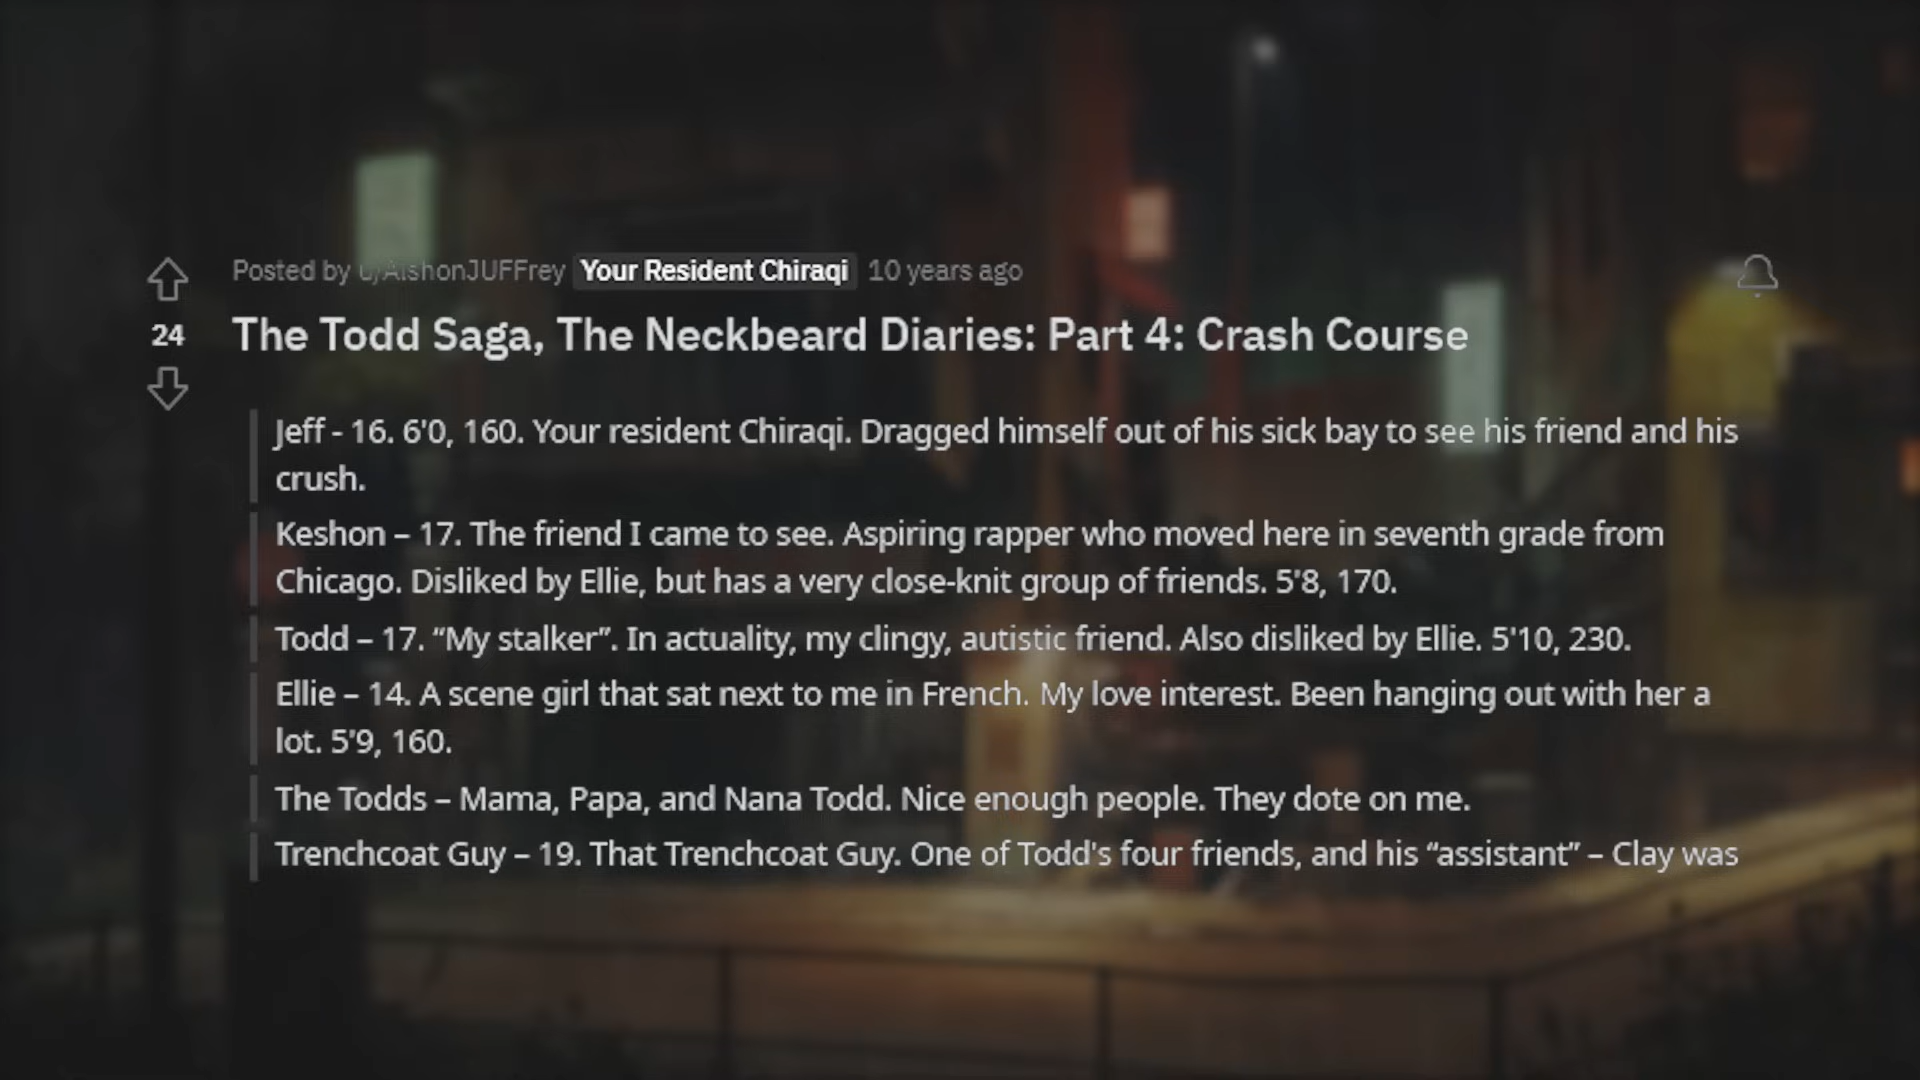 Posted by u/AishonJUFFrey Your Resident Chiraqi 10 years ago
24
The Todd Saga, The Neckbeard Diaries: Part 4: Crash Course
Jeff - 16. 6'0, 160. Your resident Chiraqi. Dragged himself out of his sick bay to see his friend and his
crush.
Keshon – 17. The friend I came to see. Aspiring rapper who moved here in seventh grade from
Chicago. Disliked by Ellie, but has a very close-knit group of friends. 5'8, 170.
Todd – 17. “My stalker”. In actuality, my clingy, autistic friend. Also disliked by Ellie. 5'10, 230.
Ellie – 14. A scene girl that sat next to me in French. My love interest. Been hanging out with her a
lot. 5'9, 160.
The Todds – Mama, Papa, and Nana Todd. Nice enough people. They dote on me.
Trenchcoat Guy – 19. That Trenchcoat Guy. One of Todd's four friends, and his “assistant” – Clay was